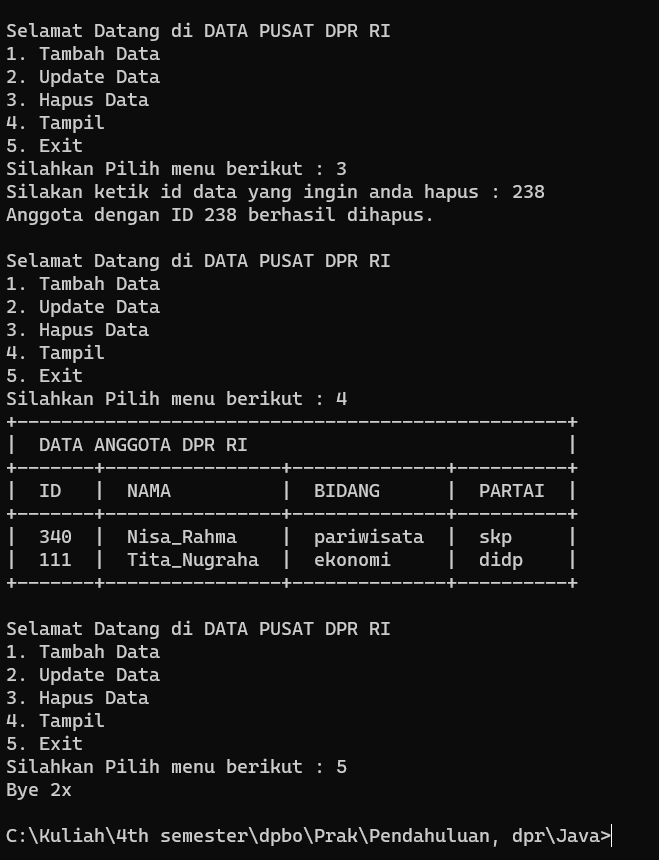 Selamat Datang di DATA PUSAT DPR RI
1. Tambah Data
2. Update Data
3. Hapus Data
4. Tampil
5. Exit
Silahkan Pilih menu berikut : 3
Silakan ketik id data yang ingin anda hapus : 238
Anggota dengan ID 238 berhasil dihapus.

Selamat Datang di DATA PUSAT DPR RI
1. Tambah Data
2. Update Data
3. Hapus Data
4. Tampil
5. Exit
Silahkan Pilih menu berikut : 4
+--------------------------------------------------+
|  DATA ANGGOTA DPR RI                             |
+-------+----------------+--------------+----------+
|  ID   |  NAMA          |  BIDANG      |  PARTAI  |
+-------+----------------+--------------+----------+
|  340  |  Nisa_Rahma    |  pariwisata  |  skp     |
|  111  |  Tita_Nugraha  |  ekonomi     |  didp    |
+-------+----------------+--------------+----------+

Selamat Datang di DATA PUSAT DPR RI
1. Tambah Data
2. Update Data
3. Hapus Data
4. Tampil
5. Exit
Silahkan Pilih menu berikut : 5
Bye 2x

C:\Kuliah\4th semester\dpbo\Prak\Pendahuluan, dpr\Java>